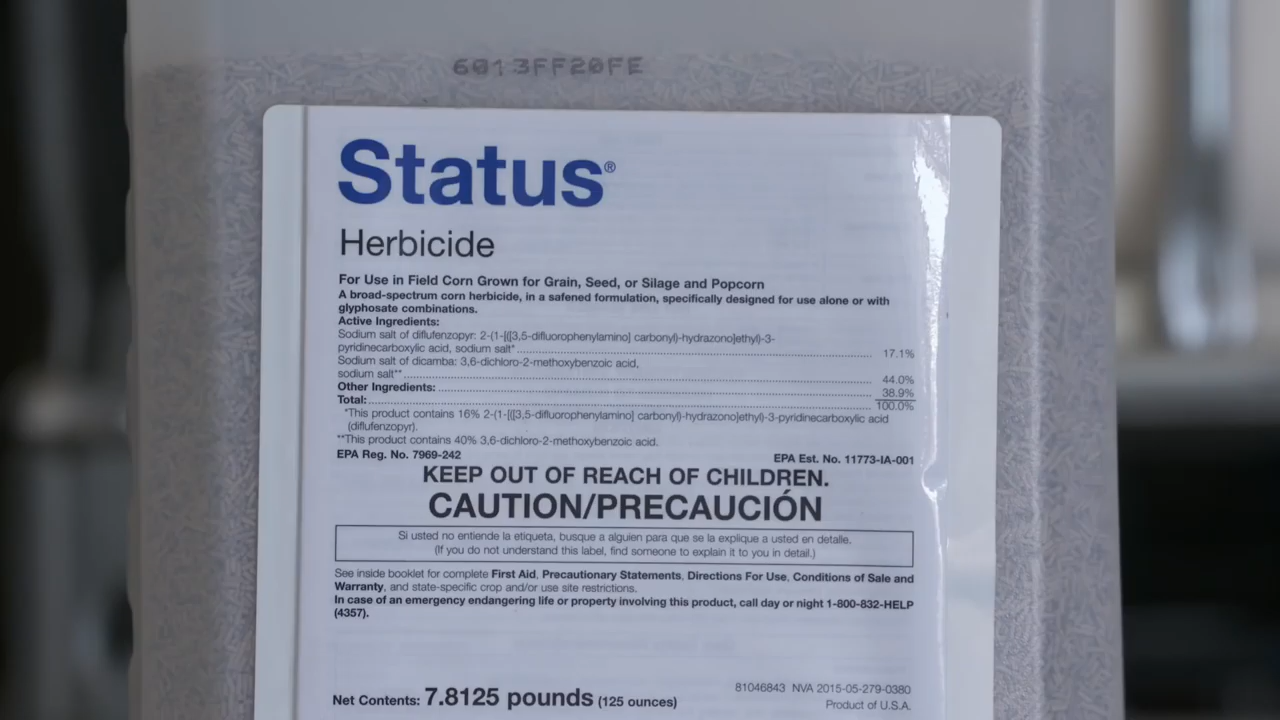 6013FF20FE
Status®
Herbicide
For Use in Field Corn Grown for Grain, Seed, or Silage and Popcorn
A broad-spectrum corn herbicide, in a safened formulation, specifically designed for use alone or with
glyphosate combinations.
Active Ingredients:
Sodium salt of diflufenzopyr: 2-(1-[([3,5-difluorophenylamino] carbonyl)-hydrazono]ethyl)-3-
pyridinecarboxylic acid, sodium salt* 17.1%
Sodium salt of dicamba: 3,6-dichloro-2-methoxybenzoic acid,
sodium salt** 44.0%
Other Ingredients: 38.9%
Total: 100.0%
*This product contains 16% 2-(1-[([3,5-difluorophenylamino] carbonyl)-hydrazono]ethyl)-3-pyridinecarboxylic acid
(diflufenzopyr).
**This product contains 40% 3,6-dichloro-2-methoxybenzoic acid.
EPA Reg. No. 7969-242 EPA Est. No. 11773-IA-001
KEEP OUT OF REACH OF CHILDREN.
CAUTION/PRECAUCIÓN
Si usted no entiende la etiqueta, busque a alguien para que se la explique a usted en detalle.
(If you do not understand this label, find someone to explain it to you in detail.)
See inside booklet for complete First Aid, Precautionary Statements, Directions For Use, Conditions of Sale and
Warranty, and state-specific crop and/or use site restrictions.
In case of an emergency endangering life or property involving this product, call day or night 1-800-832-HELP
(4357).
Net Contents: 7.8125 pounds (125 ounces)
81046843 NVA 2015-05-279-0380
Product of U.S.A.